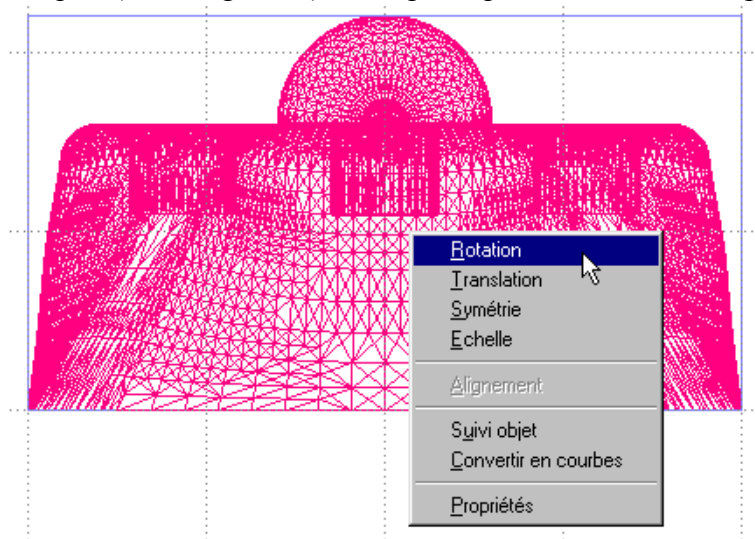 Rotation
Translation
Symétrie
Echelle
Alignement
Suivi objet
Convertir en courbes
Propriétés